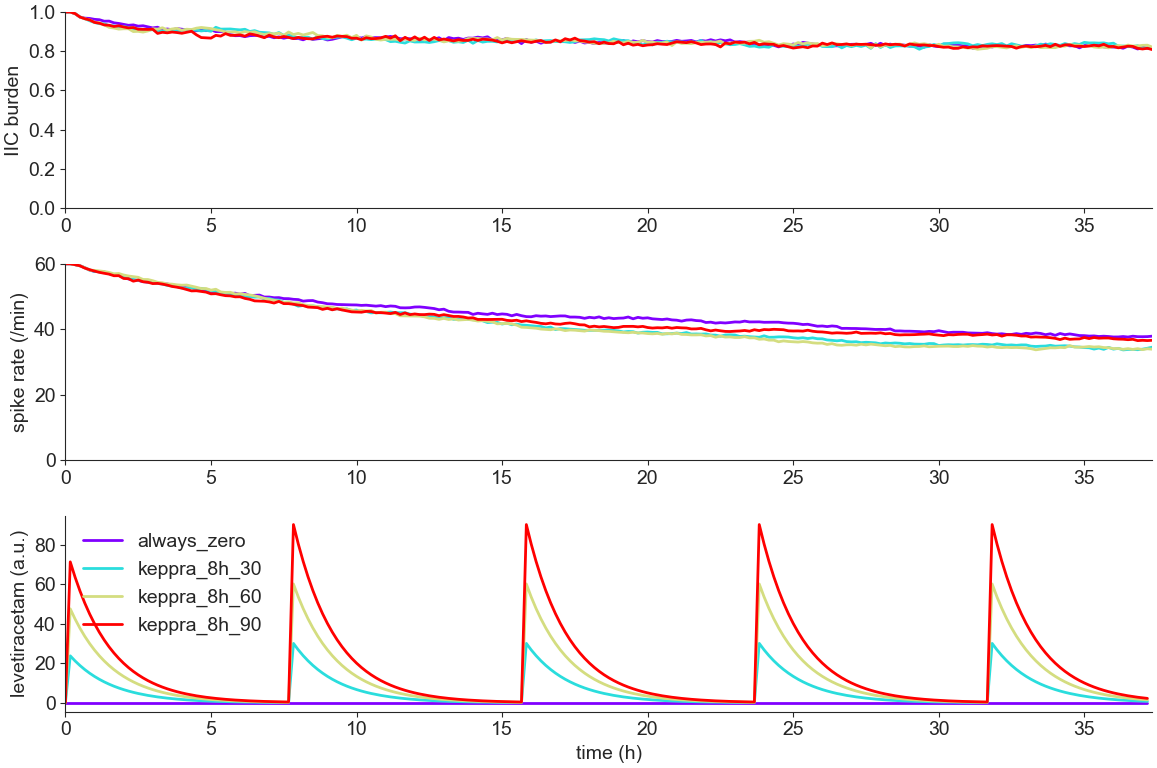 IIC burden
1.0
0.8
0.6
0.4
0.2
0.0
0 5 10 15 20 25 30 35
spike rate (/min)
60
40
20
0
0 5 10 15 20 25 30 35
levetiracetam (a.u.)
80
60
40
20
0
always_zero
keppra_8h_30
keppra_8h_60
keppra_8h_90
0 5 10 15 20 25 30 35
time (h)